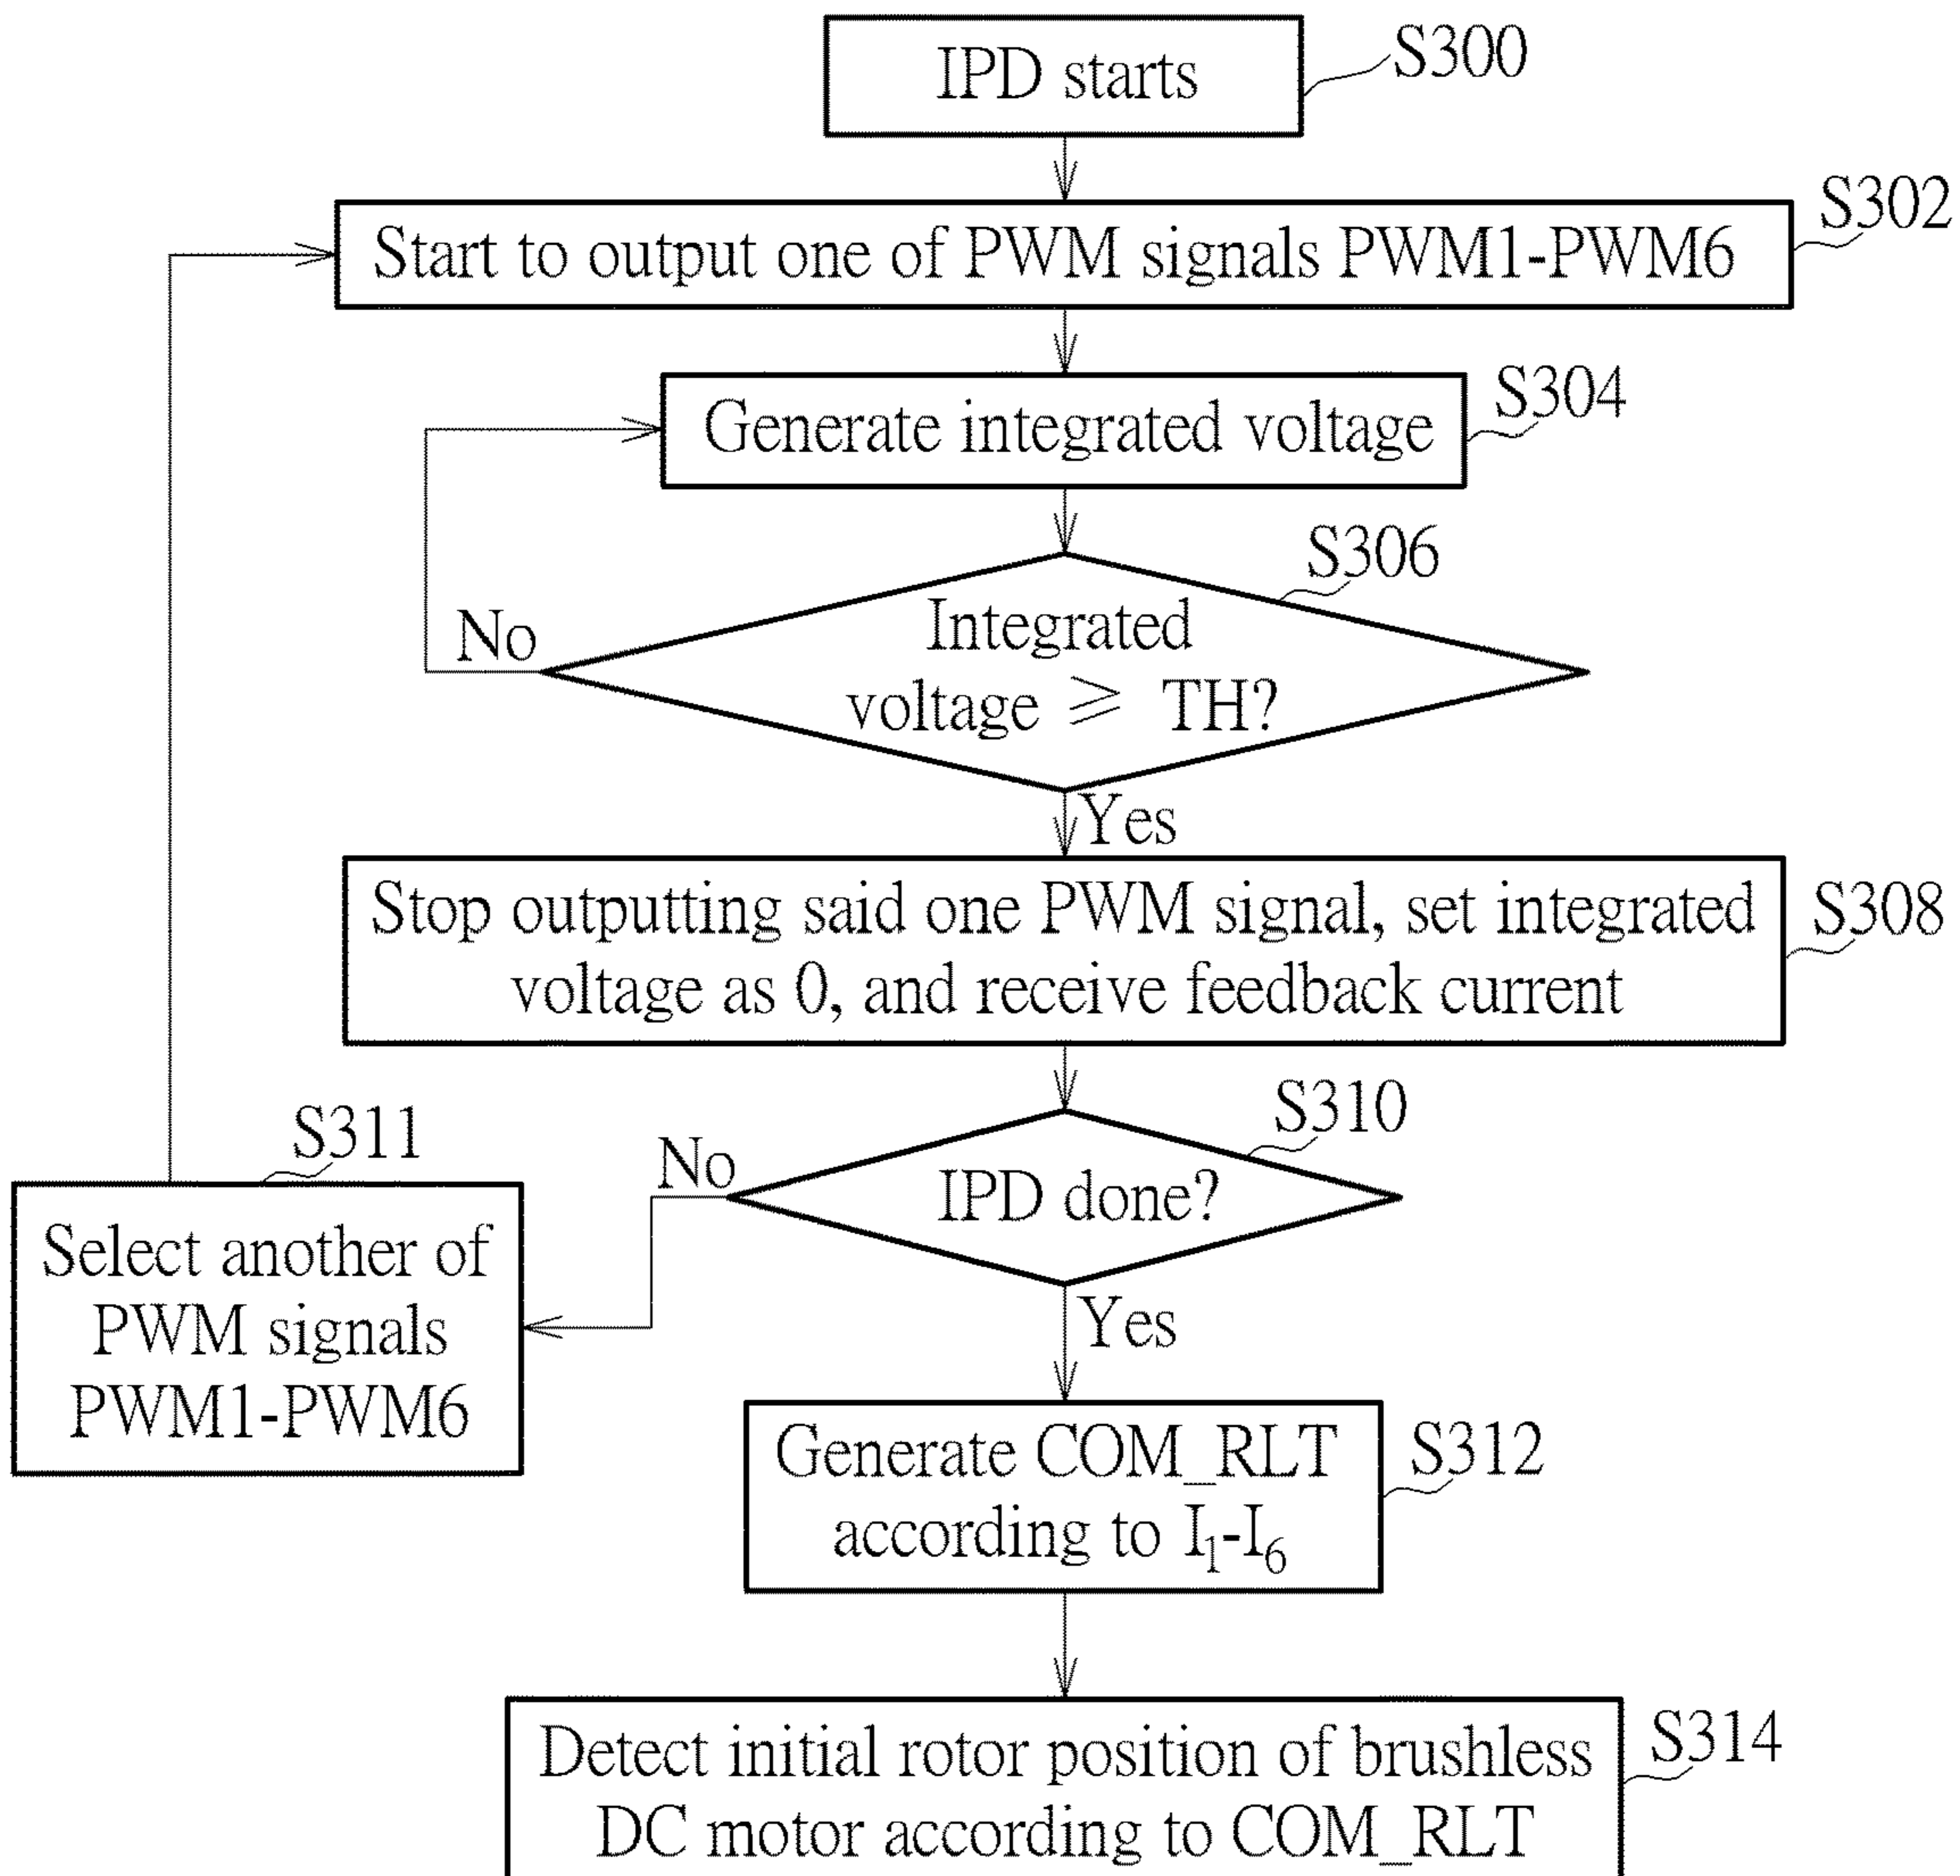 IPD starts
S300
S302
Start to output one of PWM signals PWM1-PWM6
S304
Generate integrated voltage
S306
Integrated
voltage ≥ TH?
No
Yes
S308
Stop outputting said one PWM signal, set integrated
voltage as 0, and receive feedback current
S310
IPD done?
No
S311
Select another of
PWM signals
PWM1-PWM6
Yes
S312
Generate COM_RLT
according to I₁-I₆
S314
Detect initial rotor position of brushless
DC motor according to COM_RLT